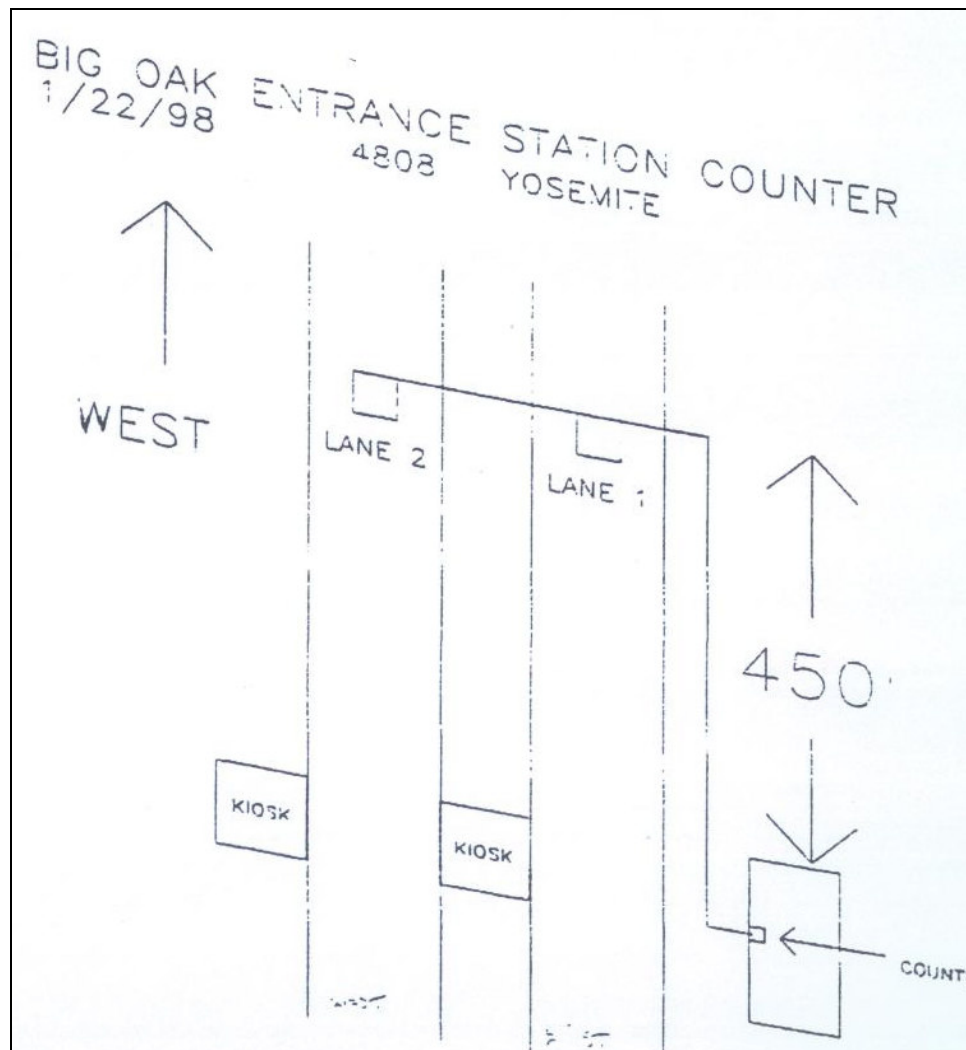 BIG OAK ENTRANCE STATION COUNTER
1/22/98 4808 YOSEMITE
WEST
LANE 2
LANE 1
450'
KIOSK
KIOSK
COUNT